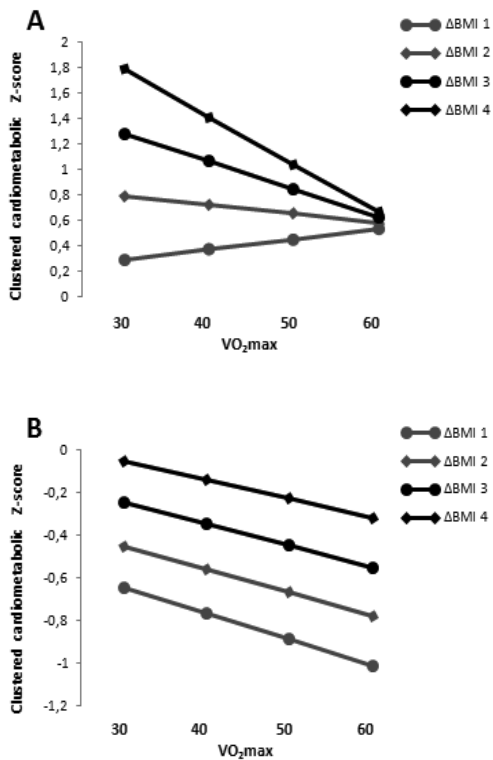 A
Clustered cardiometabolic Z-score
2
1,8
1,6
1,4
1,2
1
0,8
0,6
0,4
0,2
0
30 40 50 60
VO₂max
ΔBMI 1
ΔBMI 2
ΔBMI 3
ΔBMI 4
B
Clustered cardiometabolic Z-score
0
-0,2
-0,4
-0,6
-0,8
-1
-1,2
30 40 50 60
VO₂max
ΔBMI 1
ΔBMI 2
ΔBMI 3
ΔBMI 4